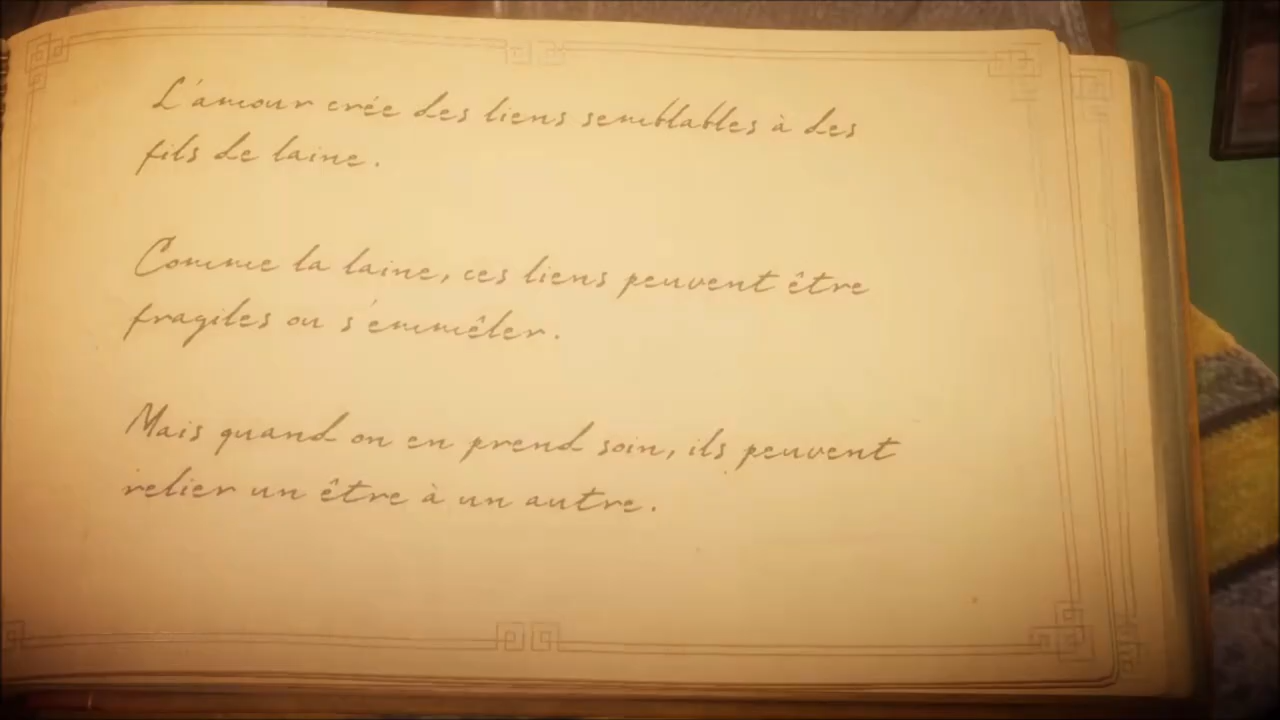 L'amour crée des liens semblables à des
fils de laine.
Comme la laine, ces liens peuvent être
fragiles ou s'emmêler.
Mais quand on en prend soin, ils peuvent
relier un être à un autre.